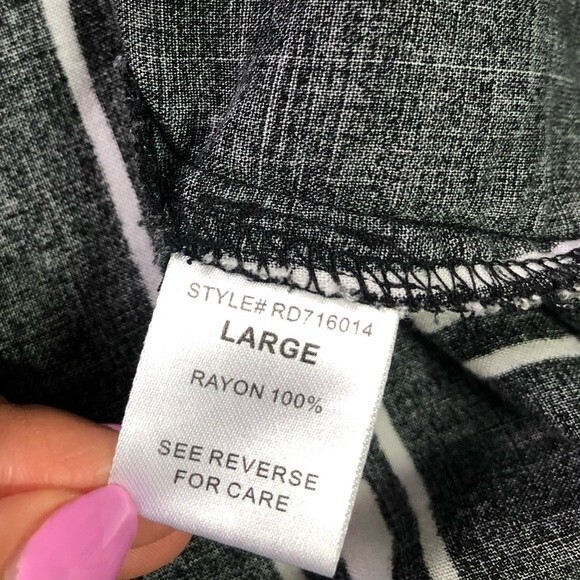 STYLE# RD716014
LARGE
RAYON 100%
SEE REVERSE
FOR CARE